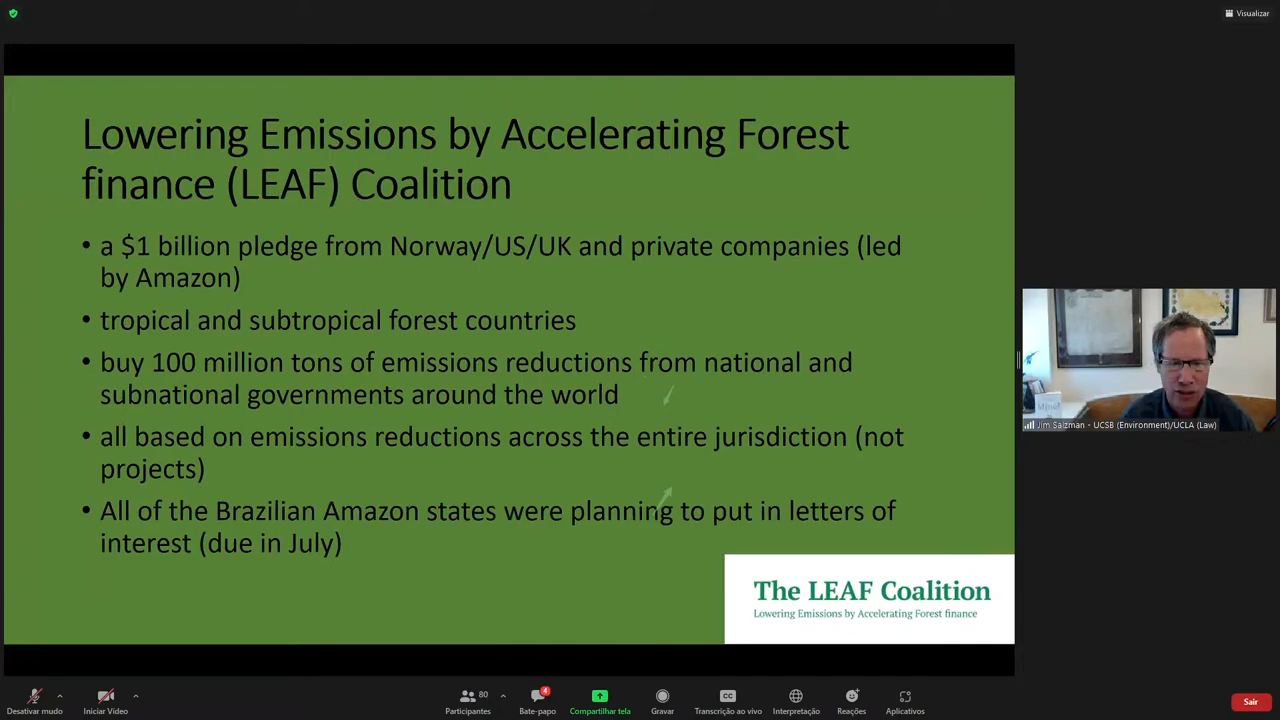 Visualizar
Lowering Emissions by Accelerating Forest
finance (LEAF) Coalition
• a $1 billion pledge from Norway/US/UK and private companies (led
by Amazon)
• tropical and subtropical forest countries
• buy 100 million tons of emissions reductions from national and
subnational governments around the world
• all based on emissions reductions across the entire jurisdiction (not
projects)
• All of the Brazilian Amazon states were planning to put in letters of
interest (due in July)
The LEAF Coalition
Lowering Emissions by Accelerating Forest finance
Jim Salzman - UCSB (Environment)/UCLA (Law)
Desativar mudo
Iniciar Vídeo
80
Participantes
4
Bate-papo
Compartilhar tela
Gravar
Transcrição ao vivo
Interpretação
Reações
Aplicativos
Sair